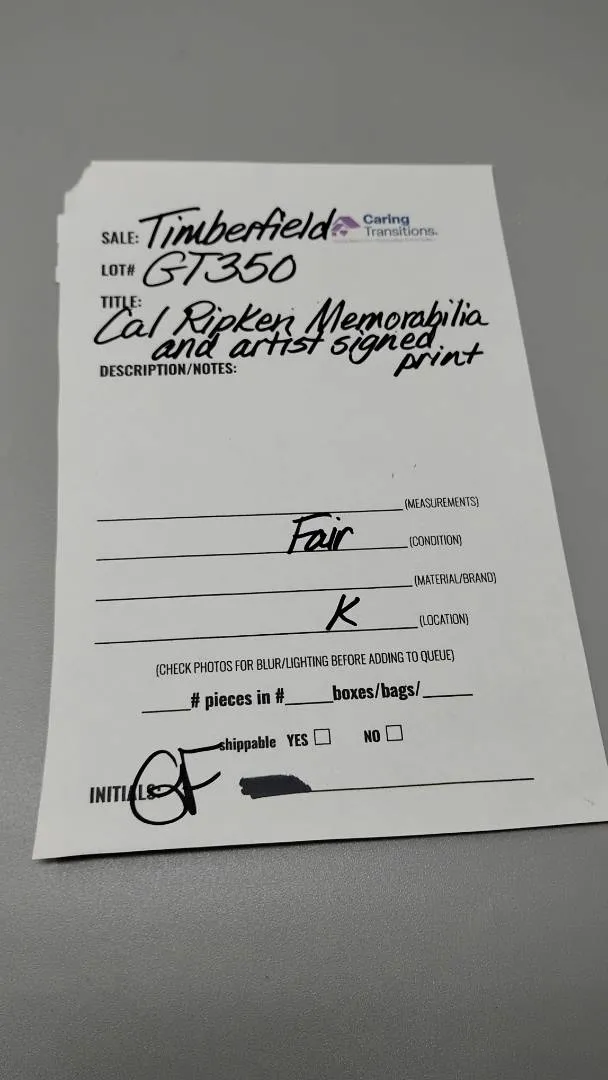 SALE: Timberfield Caring Transitions.
LOT# GT350
TITLE:
Cal Ripken Memorabilia
and artist signed
print
DESCRIPTION/NOTES:
(MEASUREMENTS)
Fair (CONDITION)
(MATERIAL/BRAND)
K (LOCATION)
(CHECK PHOTOS FOR BLUR/LIGHTING BEFORE ADDING TO QUEUE)
# pieces in # boxes/bags/
shippable YES NO
INITIALS: GF